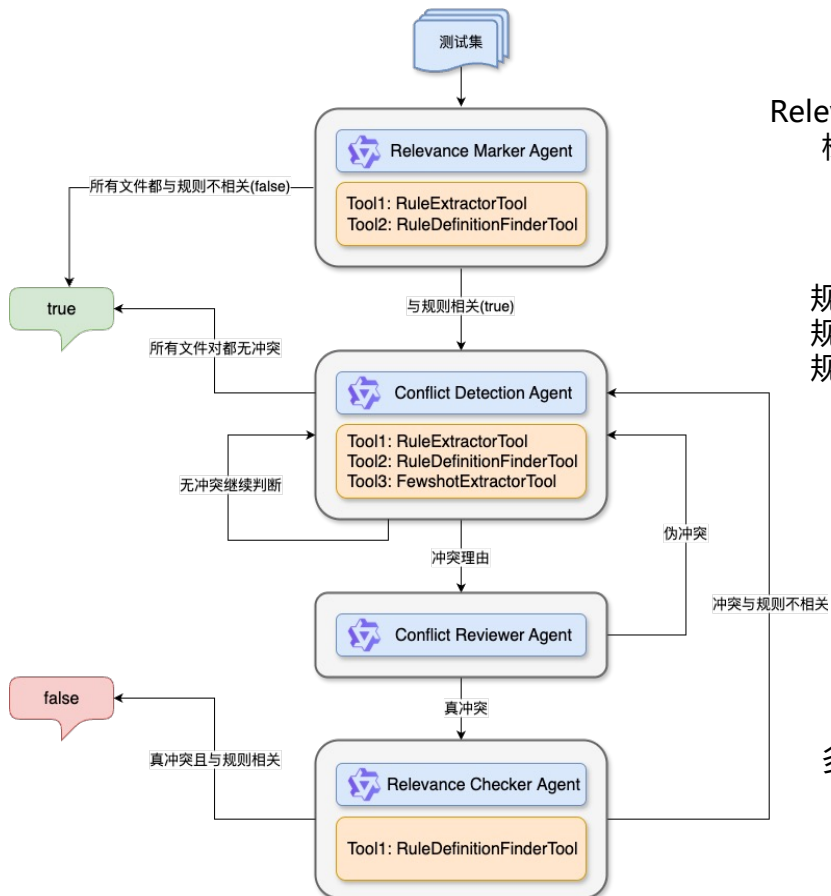 测试集
Relev
Relevance Marker Agent
所有文件都与规则不相关(false)
Tool1: RuleExtractorTool
Tool2: RuleDefinitionFinderTool
true
与规则相关(true)
规
规
规
所有文件对都无冲突
Conflict Detection Agent
Tool1: RuleExtractorTool
Tool2: RuleDefinitionFinderTool
Tool3: FewshotExtractorTool
无冲突继续判断
伪冲突
冲突理由
冲突与规则不相关
Conflict Reviewer Agent
false
真冲突
真冲突且与规则相关
Relevance Checker Agent
Tool1: RuleDefinitionFinderTool